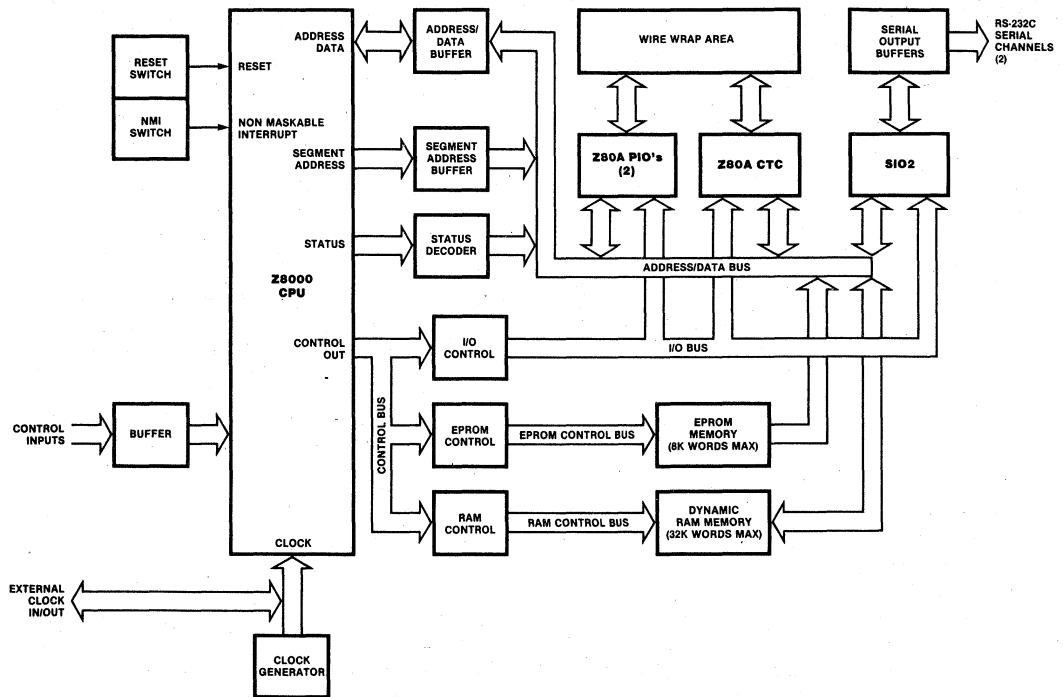 RESET
SWITCH
NMI
SWITCH
ADDRESS
DATA
RESET
NON MASKABLE
INTERRUPT
SEGMENT
ADDRESS
STATUS
Z8000
CPU
CONTROL
OUT
CLOCK
ADDRESS/
DATA
BUFFER
SEGMENT
ADDRESS
BUFFER
STATUS
DECODER
WIRE WRAP AREA
SERIAL
OUTPUT
BUFFERS
RS-232C
SERIAL
CHANNELS
(2)
Z80A PIO's
(2)
Z80A CTC
SIO2
ADDRESS/DATA BUS
I/O
CONTROL
I/O BUS
CONTROL BUS
CONTROL
INPUTS
BUFFER
EPROM
CONTROL
EPROM CONTROL BUS
EPROM
MEMORY
(8K WORDS MAX)
RAM
CONTROL
RAM CONTROL BUS
DYNAMIC
RAM MEMORY
(32K WORDS MAX)
EXTERNAL
CLOCK
IN/OUT
CLOCK
GENERATOR